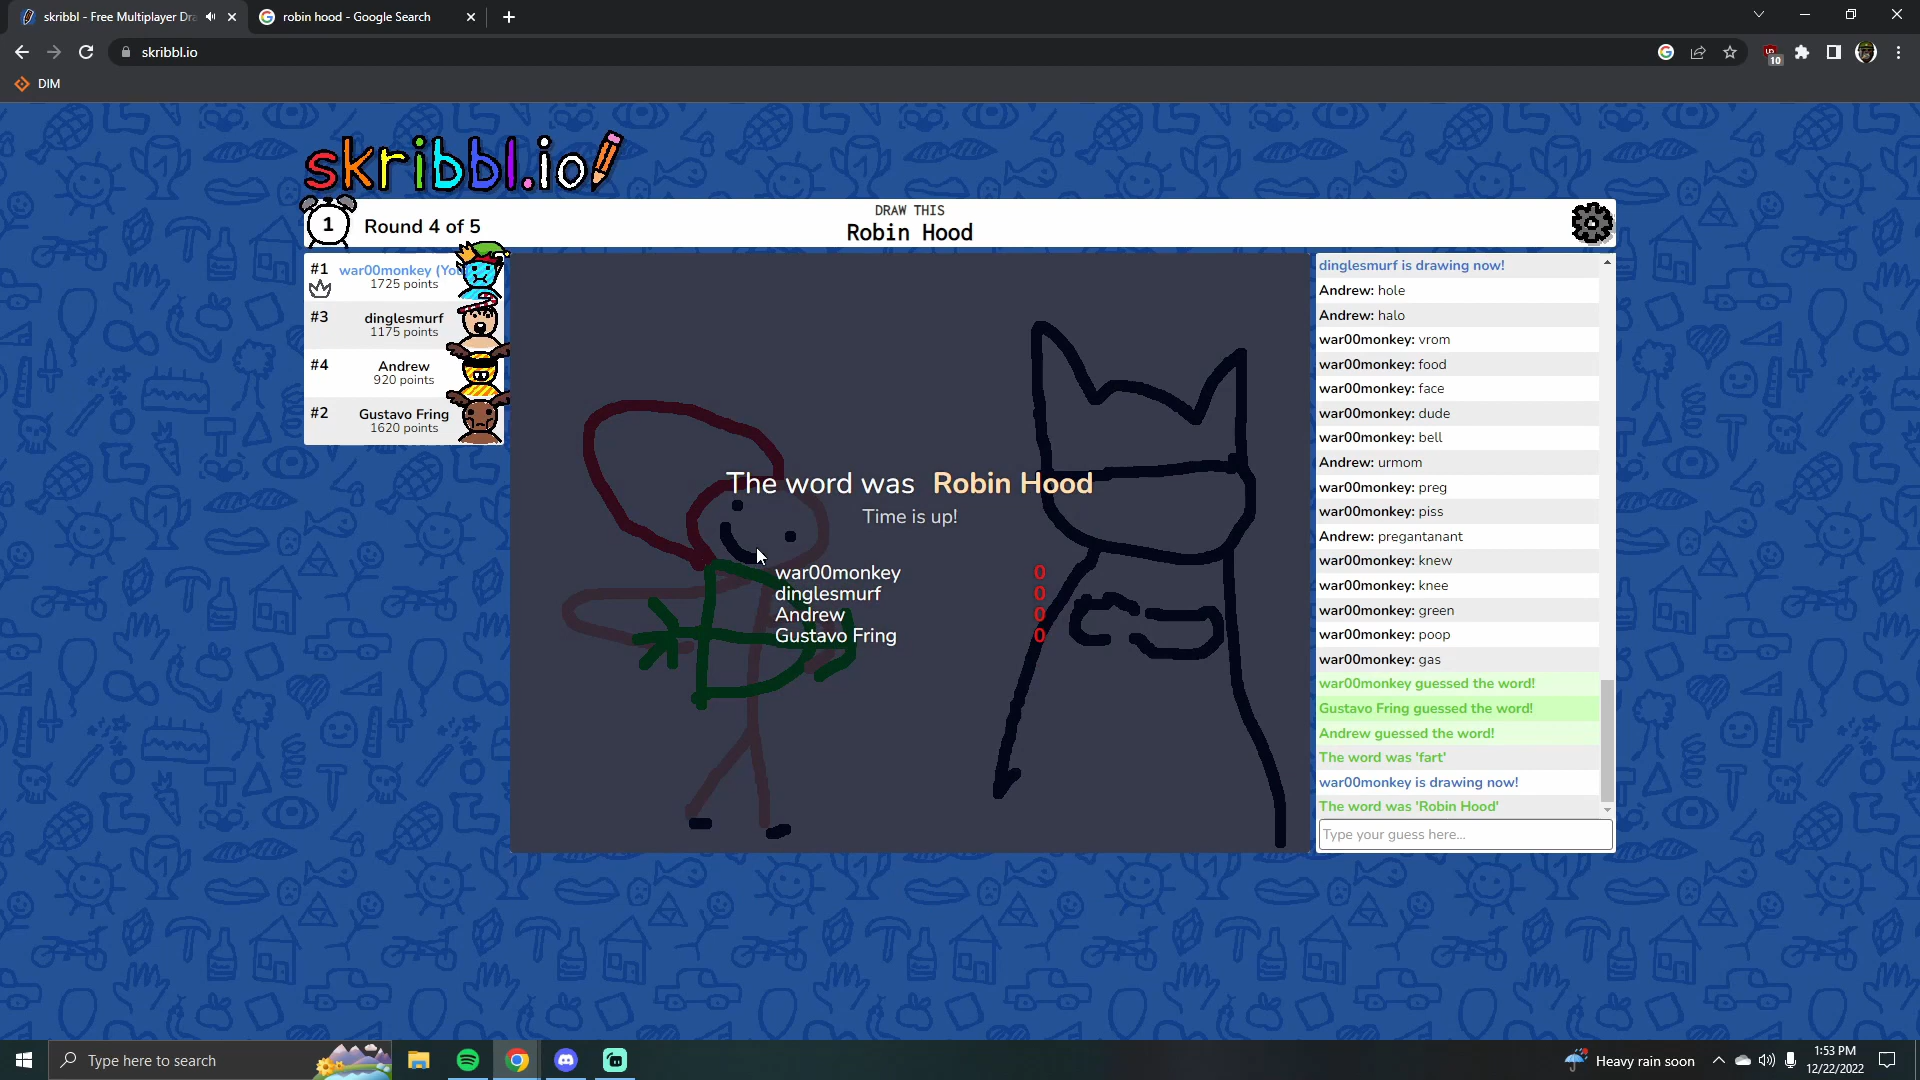 skribbl - Free Multiplayer Dra
robin hood - Google Search
skribbl.io
10
DIM
skribbl.io
1
Round 4 of 5
DRAW THIS
Robin Hood
#1
war00monkey (You
1725 points
#3
dinglesmurf
1175 points
#4
Andrew
920 points
#2
Gustavo Fring
1620 points
The word was Robin Hood
Time is up!
war00monkey 0
dinglesmurf 0
Andrew 0
Gustavo Fring 0
dinglesmurf is drawing now!
Andrew: hole
Andrew: halo
war00monkey: vrom
war00monkey: food
war00monkey: face
war00monkey: dude
war00monkey: bell
Andrew: urmom
war00monkey: preg
war00monkey: piss
Andrew: pregantanant
war00monkey: knew
war00monkey: knee
war00monkey: green
war00monkey: poop
war00monkey: gas
war00monkey guessed the word!
Gustavo Fring guessed the word!
Andrew guessed the word!
The word was 'fart'
war00monkey is drawing now!
The word was 'Robin Hood'
Type your guess here...
Type here to search
Heavy rain soon
1:53 PM
12/22/2022